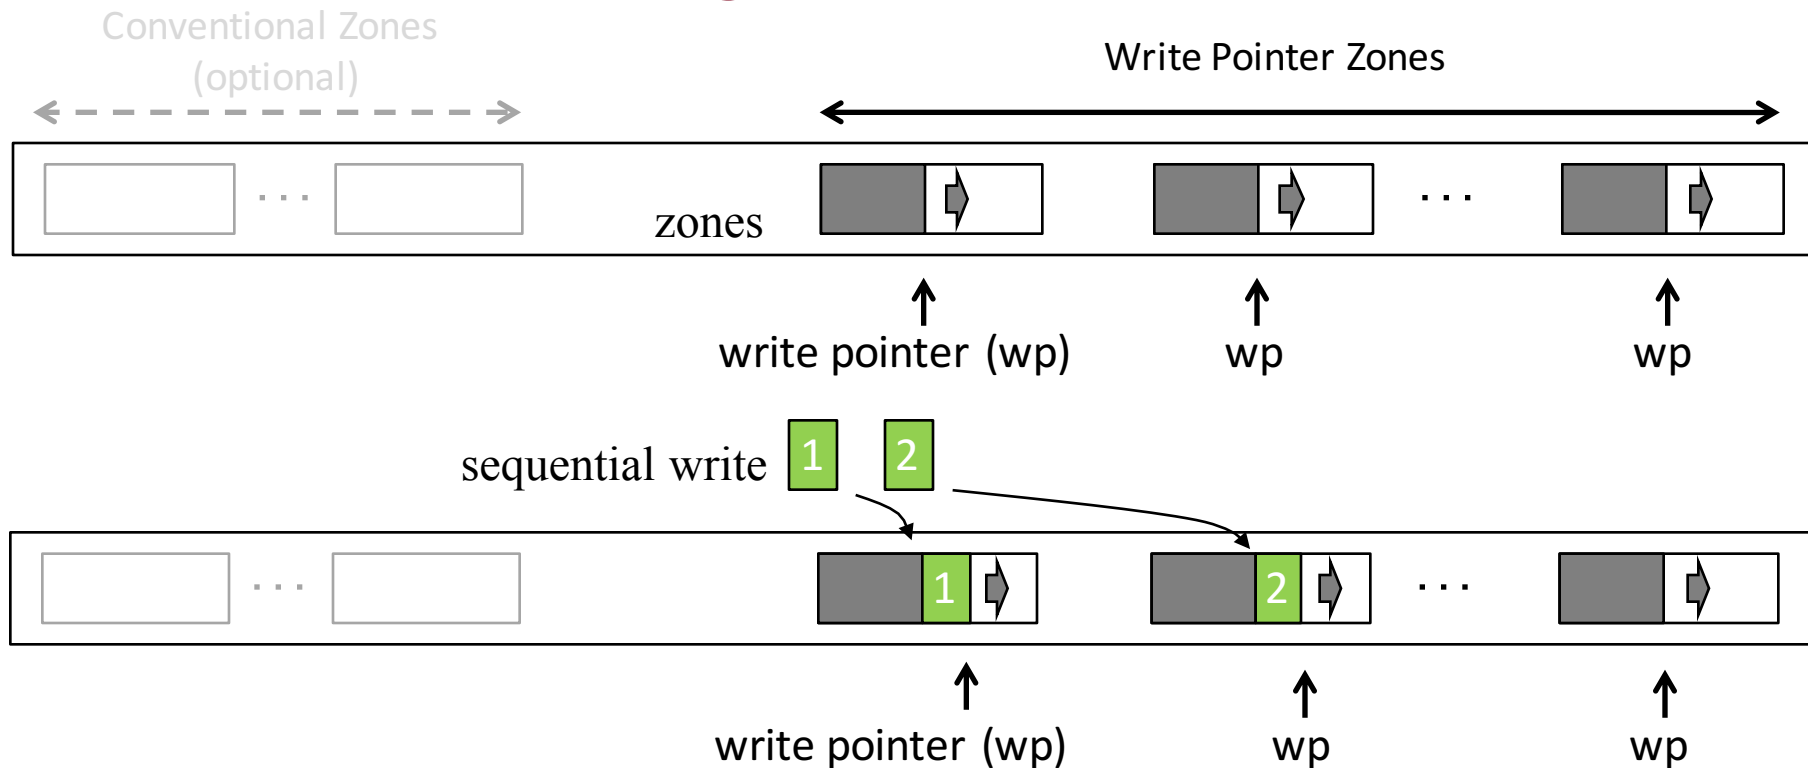 Conventional Zones
(optional)
Write Pointer Zones
. . .
zones
. . .
write pointer (wp)
wp
wp
sequential write
1
2
. . .
1
2
. . .
write pointer (wp)
wp
wp